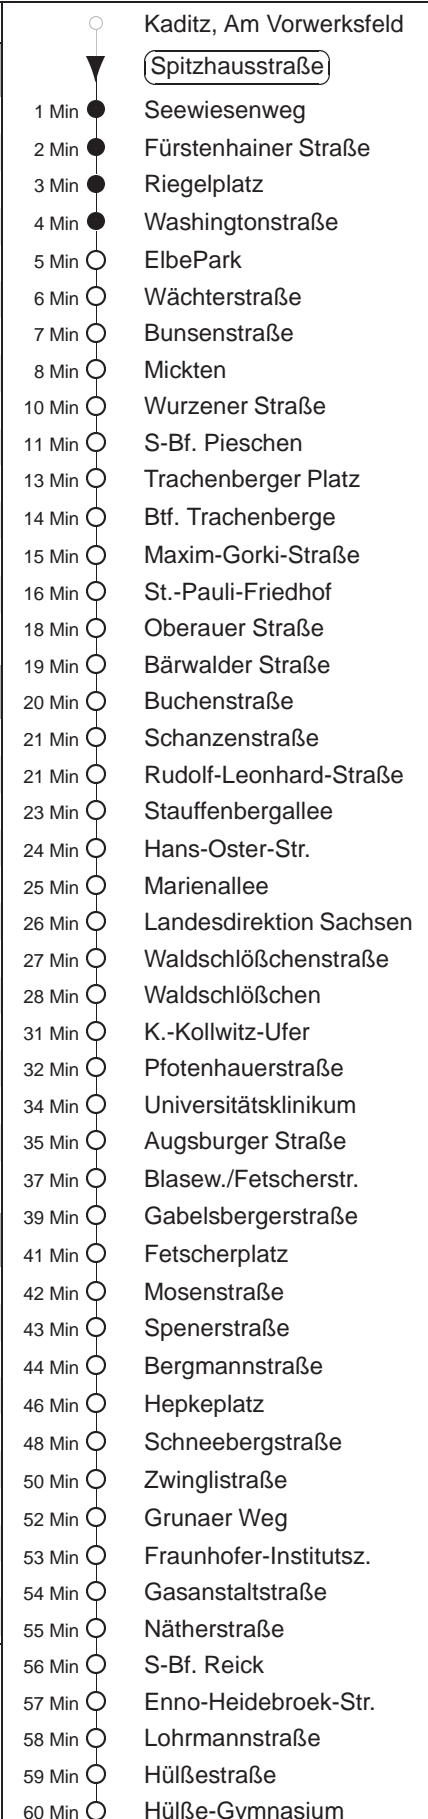 Kaditz, Am Vorwerksfeld
Spitzhausstraße
1 Min Seewiesenweg
2 Min Fürstenhainer Straße
3 Min Riegelplatz
4 Min Washingtonstraße
5 Min ElbePark
6 Min Wächterstraße
7 Min Bunsenstraße
8 Min Mickten
10 Min Wurzener Straße
11 Min S-Bf. Pieschen
13 Min Trachenberger Platz
14 Min Btf. Trachenberge
15 Min Maxim-Gorki-Straße
16 Min St.-Pauli-Friedhof
18 Min Oberauer Straße
19 Min Bärwalder Straße
20 Min Buchenstraße
21 Min Schanzenstraße
21 Min Rudolf-Leonhard-Straße
23 Min Stauffenbergallee
24 Min Hans-Oster-Str.
25 Min Marienallee
26 Min Landesdirektion Sachsen
27 Min Waldschlößchenstraße
28 Min Waldschlößchen
31 Min K.-Kollwitz-Ufer
32 Min Pfotenhauerstraße
34 Min Universitätsklinikum
35 Min Augsburger Straße
37 Min Blasew./Fetscherstr.
39 Min Gabelsbergerstraße
41 Min Fetscherplatz
42 Min Mosenstraße
43 Min Spenerstraße
44 Min Bergmannstraße
46 Min Hepkeplatz
48 Min Schneebergstraße
50 Min Zwinglistraße
52 Min Grunaer Weg
53 Min Fraunhofer-Institutsz.
54 Min Gasanstaltstraße
55 Min Nätherstraße
56 Min S-Bf. Reick
57 Min Enno-Heidebroek-Str.
58 Min Lohrmannstraße
59 Min Hülßestraße
60 Min Hülße-Gymnasium